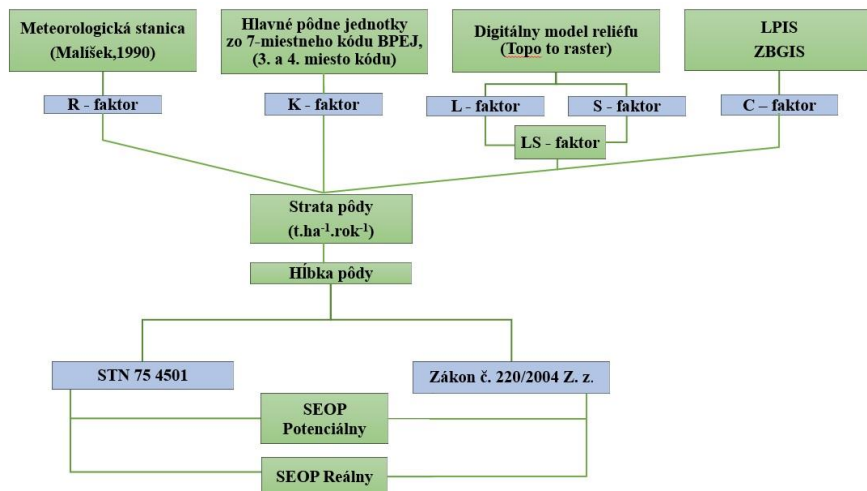 Meteorologická stanica
(Malíšek,1990)
Hlavné pôdne jednotky
zo 7-miestneho kódu BPEJ,
(3. a 4. miesto kódu)
Digitálny model reliéfu
(Topo to raster)
LPIS
ZBGIS
R - faktor
K - faktor
L - faktor
S - faktor
C – faktor
LS - faktor
Strata pôdy
(t.ha⁻¹.rok⁻¹)
Hĺbka pôdy
STN 75 4501
Zákon č. 220/2004 Z. z.
SEOP
Potenciálny
SEOP Reálny